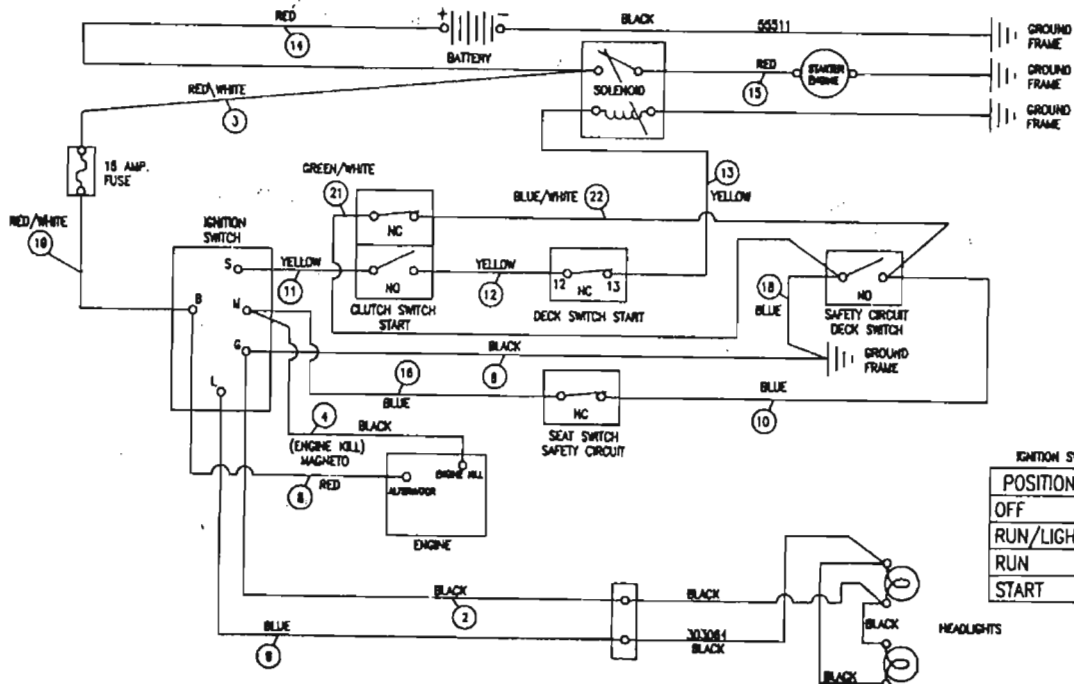 RED
14
+
-
BATTERY
BLACK
55511
GROUND
FRAME
RED\WHITE
3
SOLENOID
RED
15
STARTER
ENGINE
GROUND
FRAME
GROUND
FRAME
15 AMP.
FUSE
GREEN/WHITE
21
BLUE/WHITE
22
13
YELLOW
RED/WHITE
19
IGNITION
SWITCH
NC
S
YELLOW
11
NO
YELLOW
12
12
NC
13
18
BLUE
NO
CLUTCH SWITCH
START
DECK SWITCH START
SAFETY CIRCUIT
DECK SWITCH
B
M
G
BLACK
GROUND
FRAME
L
16
BLUE
NC
BLUE
10
SEAT SWITCH
SAFETY CIRCUIT
4
BLACK
(ENGINE KILL)
MAGNETO
RED
ALTERNATOR
ENGINE KILL
ENGINE
IGNITION S
POSITION
OFF
RUN/LIGH
RUN
START
BLACK
2
BLACK
BLACK
BLUE
303081
BLACK
HEADLIGHTS
BLACK